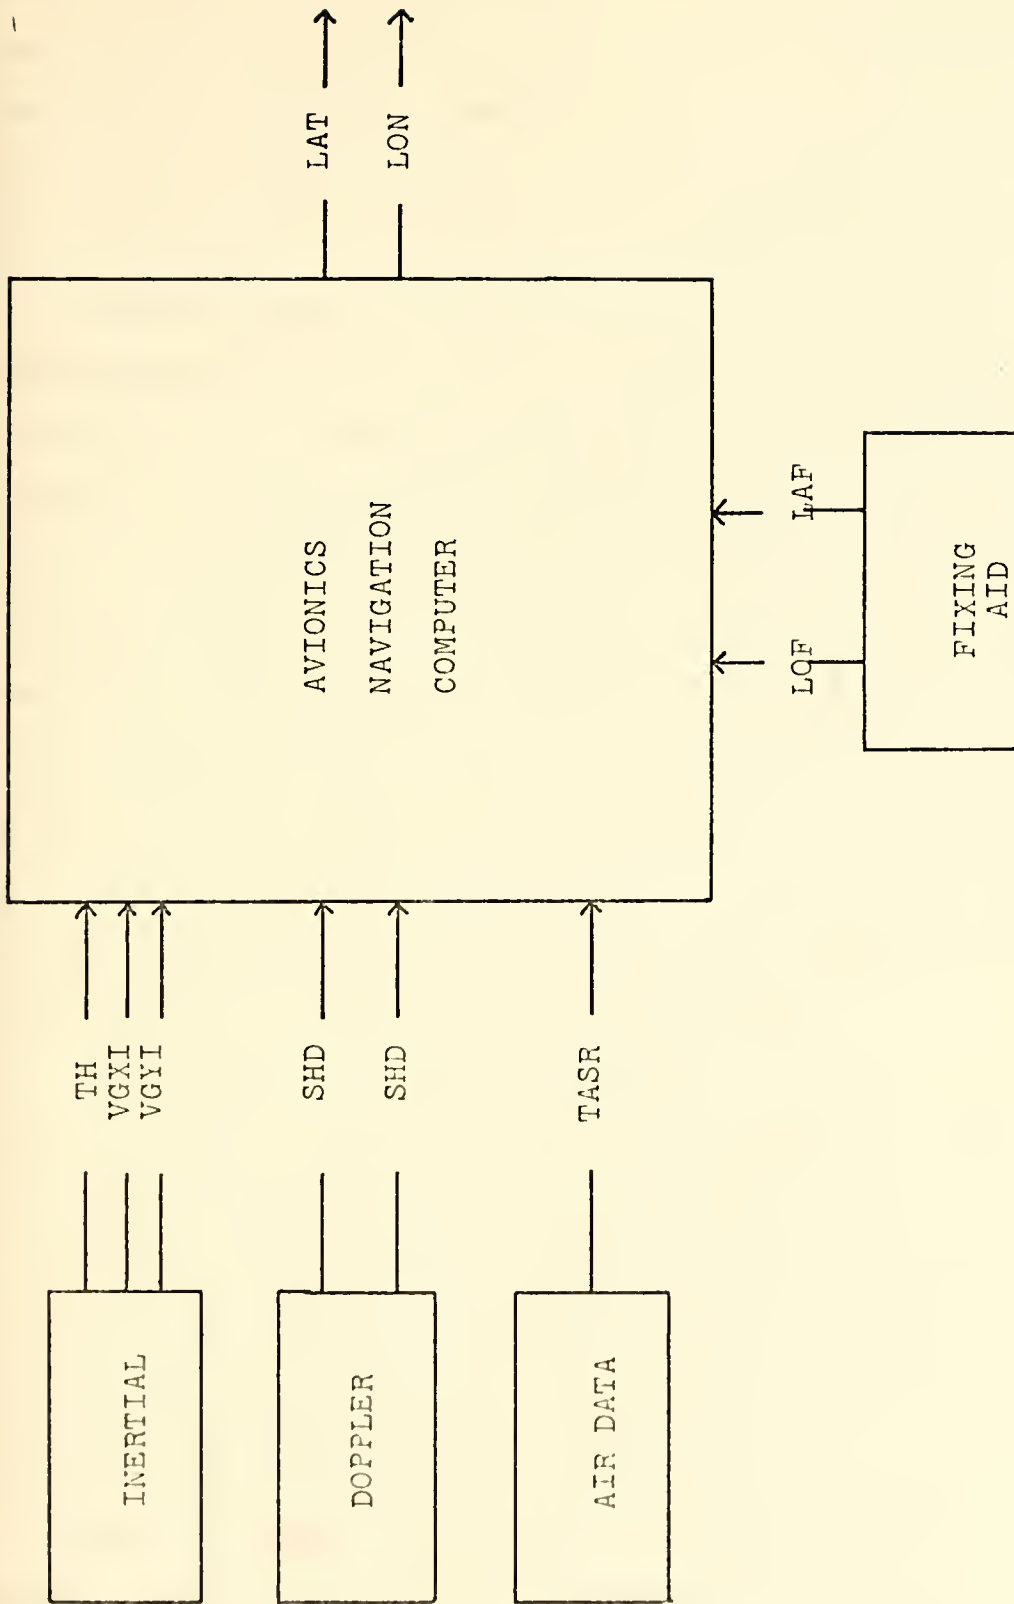 INERTIAL
TH
VGXI
VGYI
DOPPLER
SHD
SHD
AIR DATA
TASR
AVIONICS
NAVIGATION
COMPUTER
LAT
LON
LOF
LAF
FIXING
AID